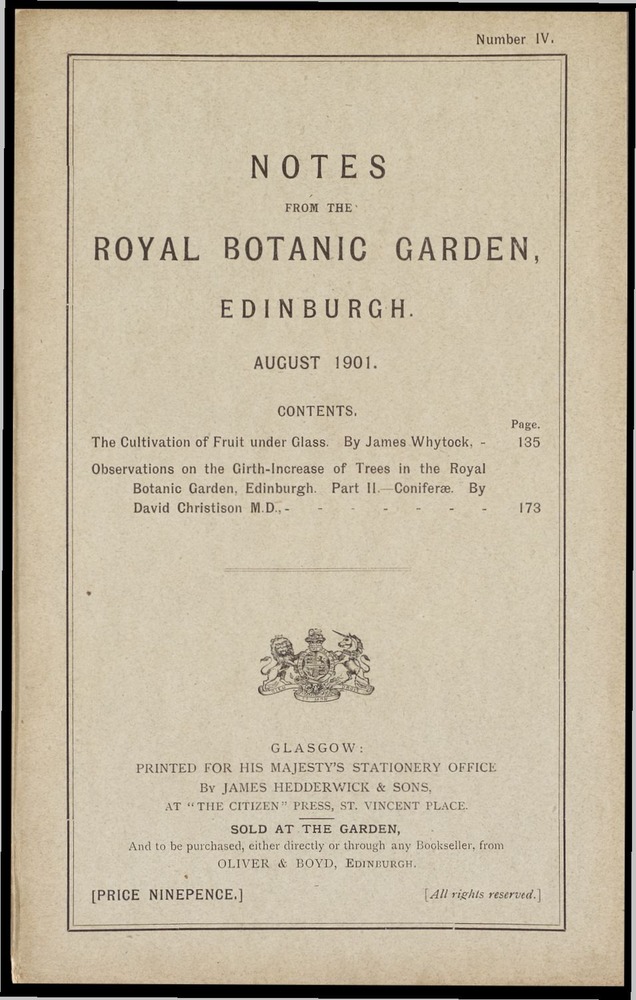 Number IV.
NOTES
FROM THE
ROYAL BOTANIC GARDEN,
EDINBURGH.
AUGUST 1901.
CONTENTS.
Page.
The Cultivation of Fruit under Glass. By James Whytock, - 135
Observations on the Girth-Increase of Trees in the Royal
Botanic Garden, Edinburgh. Part II.—Coniferæ. By
David Christison M.D., - - - - - - - 173
GLASGOW:
PRINTED FOR HIS MAJESTY'S STATIONERY OFFICE
By JAMES HEDDERWICK & SONS,
AT "THE CITIZEN" PRESS, ST. VINCENT PLACE.
SOLD AT THE GARDEN,
And to be purchased, either directly or through any Bookseller, from
OLIVER & BOYD, EDINBURGH.
[PRICE NINEPENCE.] [All rights reserved.]